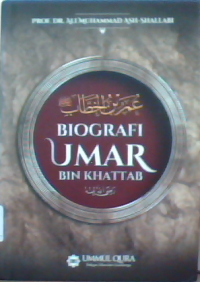 PROF. DR. ALI MUHAMMAD ASH-SHALLABI
عمر بن الخطاب
BIOGRAFI
UMAR
BIN KHATTAB
UMMUL QURA